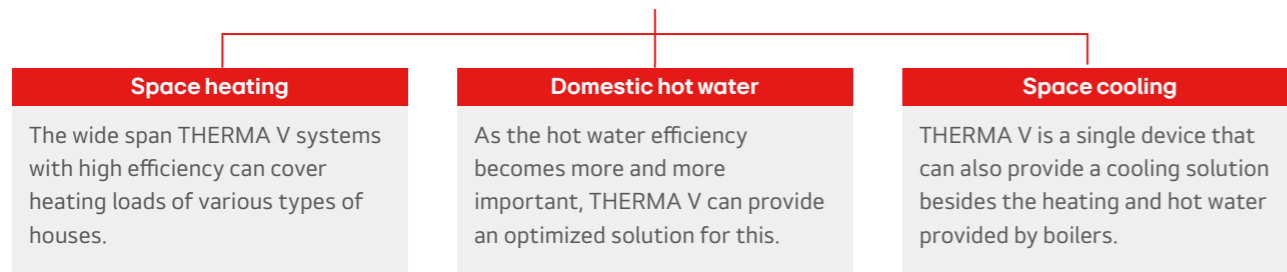 Space heating
The wide span THERMA V systems
with high efficiency can cover
heating loads of various types of
houses.
Domestic hot water
As the hot water efficiency
becomes more and more
important, THERMA V can provide
an optimized solution for this.
Space cooling
THERMA V is a single device that
can also provide a cooling solution
besides the heating and hot water
provided by boilers.